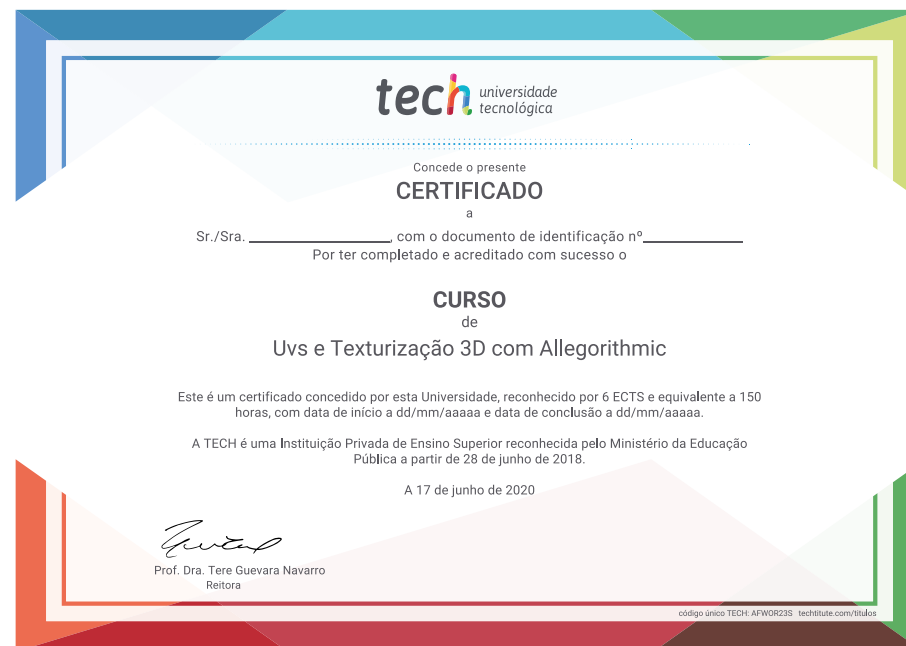 tech universidade
tecnológica
Concede o presente
CERTIFICADO
a
Sr./Sra. ____________________, com o documento de identificação nº______________
Por ter completado e acreditado com sucesso o
CURSO
de
Uvs e Texturização 3D com Allegorithmic
Este é um certificado concedido por esta Universidade, reconhecido por 6 ECTS e equivalente a 150
horas, com data de início a dd/mm/aaaaa e data de conclusão a dd/mm/aaaaa.
A TECH é uma Instituição Privada de Ensino Superior reconhecida pelo Ministério da Educação
Pública a partir de 28 de junho de 2018.
A 17 de junho de 2020
Prof. Dra. Tere Guevara Navarro
Reitora
código único TECH: AFWOR23S techtitute.com/titulos